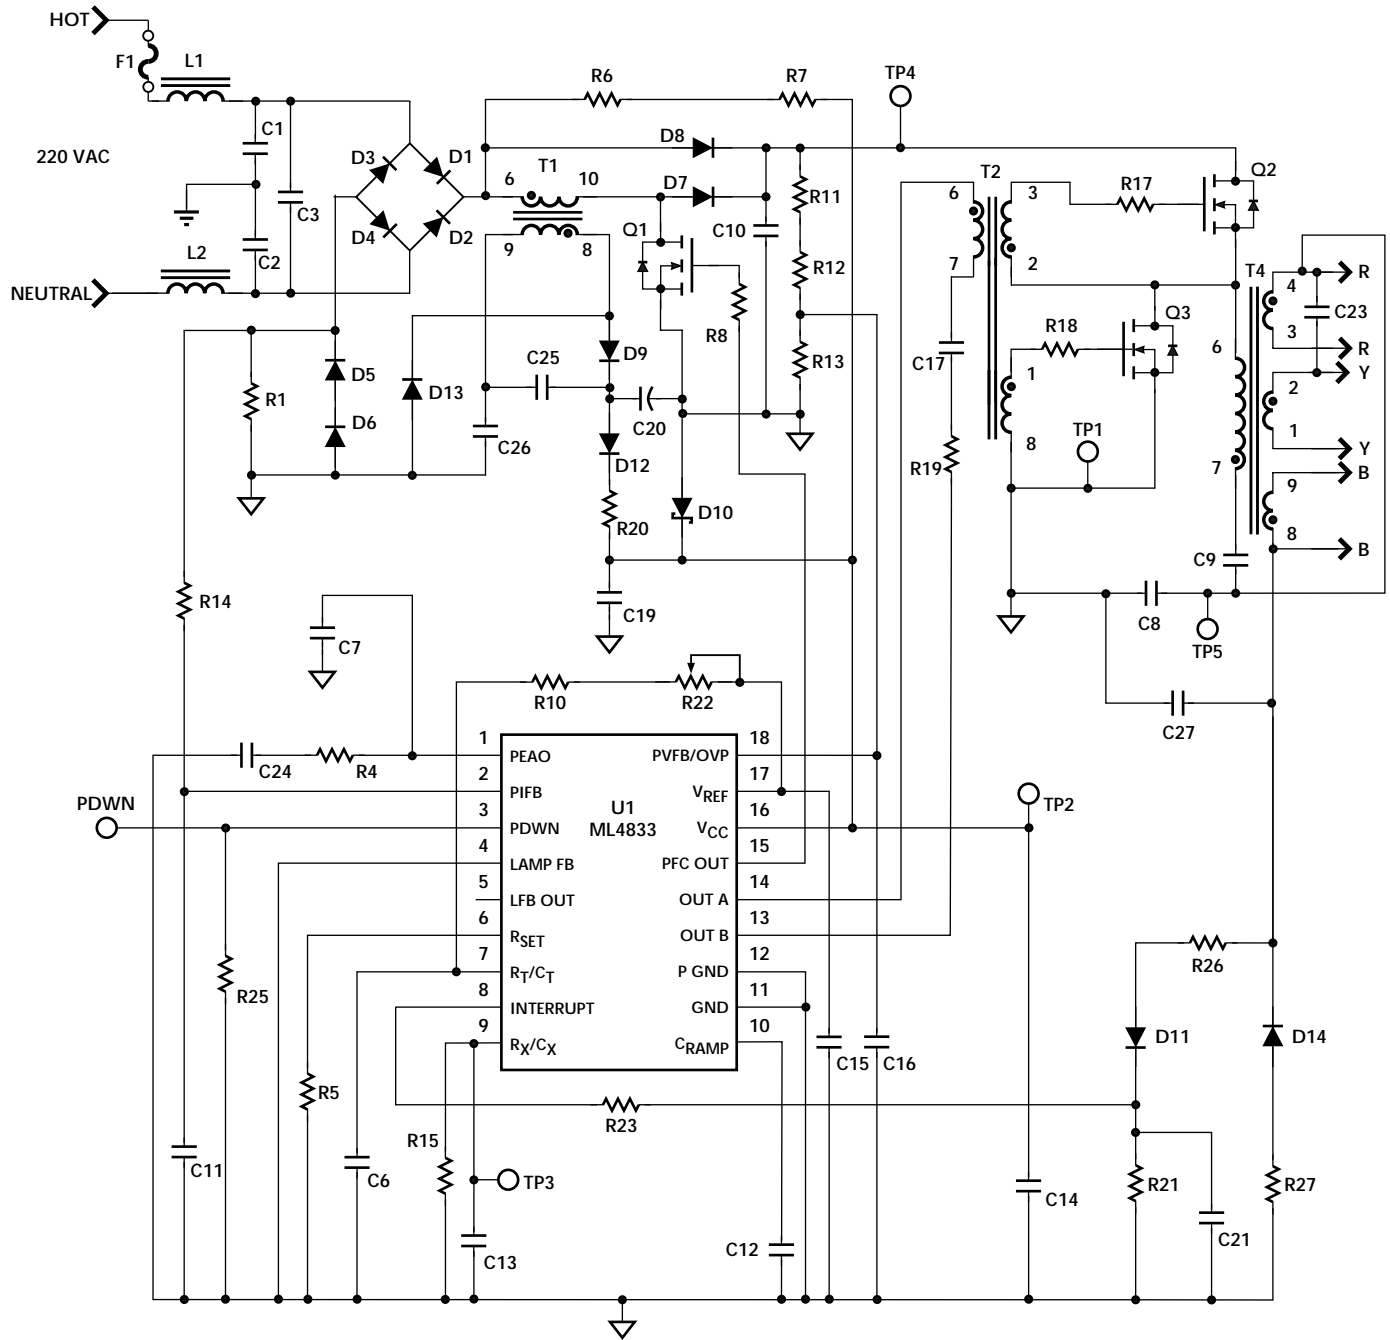 HOT
F1
L1
R6
R7
TP4
C1
220 VAC
D3
D1
T1
D8
T2
Q2
6
10
D7
6
3
R17
R11
C3
D4
D2
9
8
Q1
C10
C2
L2
7
2
T4
R
NEUTRAL
R12
4
C23
R8
R18
Q3
3
R
C25
D9
R13
C17
6
Y
D5
1
2
R1
D13
C20
D6
TP1
1
C26
8
Y
D12
R19
7
B
9
R20
D10
8
B
C9
R14
C19
C8
C7
TP5
R10
R22
C27
1
18
PEAO
PVFB/OVP
C24
R4
2
17
PIFB
VREF
PDWN
U1
TP2
3
16
PDWN
ML4833
VCC
4
15
LAMP FB
PFC OUT
5
14
LFB OUT
OUT A
6
13
RSET
OUT B
7
12
RT/CT
P GND
R26
R25
8
11
INTERRUPT
GND
9
10
RX/CX
CRAMP
D11
D14
C15
C16
R5
R23
R15
C11
C6
TP3
R21
R27
C14
C13
C12
C21